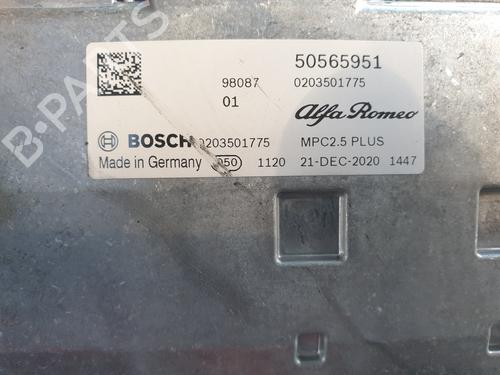 50565951
98087 0203501775
01 Alfa Romeo
BOSCH 0203501775 MPC2.5 PLUS
Made in Germany 050 1120 21-DEC-2020 1447
B-PARTS